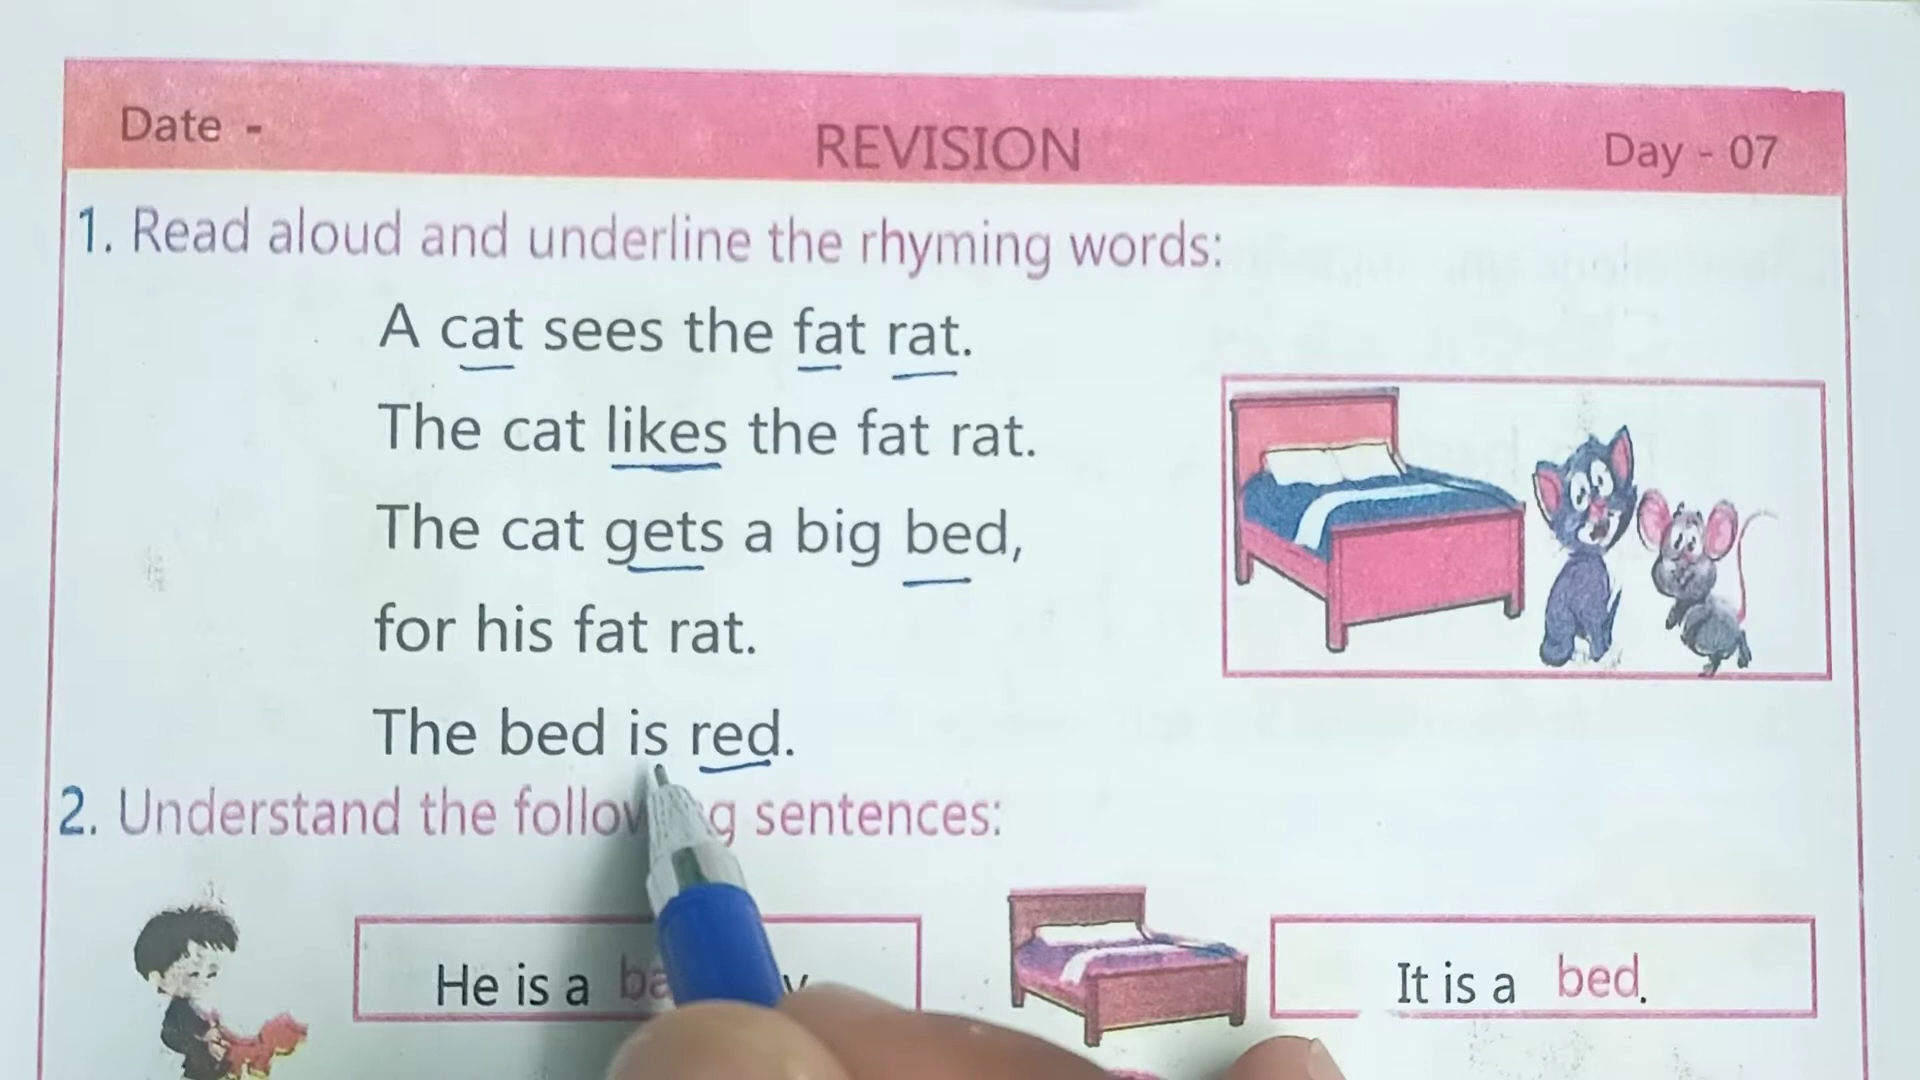 Date -
REVISION
Day - 07
1. Read aloud and underline the rhyming words:
A cat sees the fat rat.
The cat likes the fat rat.
The cat gets a big bed,
for his fat rat.
The bed is red.
2. Understand the following sentences:
He is a
It is a bed.